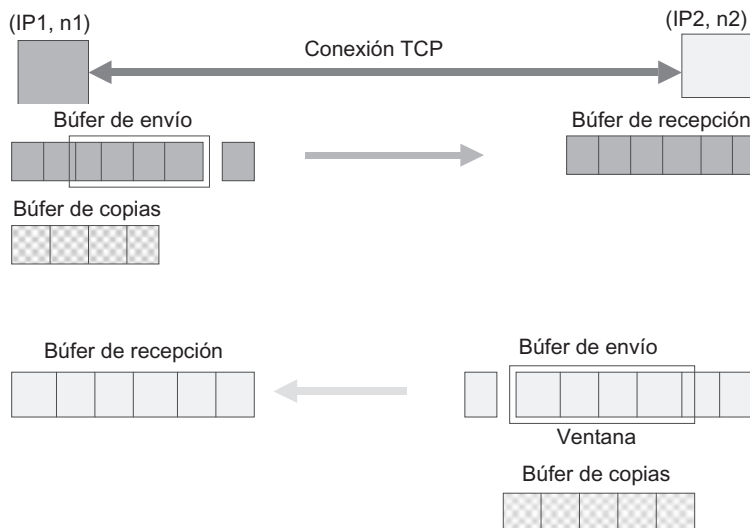 (IP1, n1)
(IP2, n2)
Conexión TCP
Búfer de envío
Búfer de recepción
Búfer de copias
Búfer de recepción
Búfer de envío
Ventana
Búfer de copias